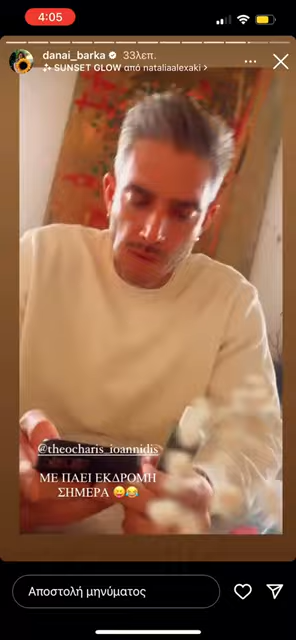 4:05
danai_barka 33λεπ.
SUNSET GLOW από nataliaalexaki >
@theocharis_ioannidis
ΜΕ ΠΑΕΙ ΕΚΔΡΟΜΗ
ΣΗΜΕΡΑ 😄😂
Αποστολή μηνύματος